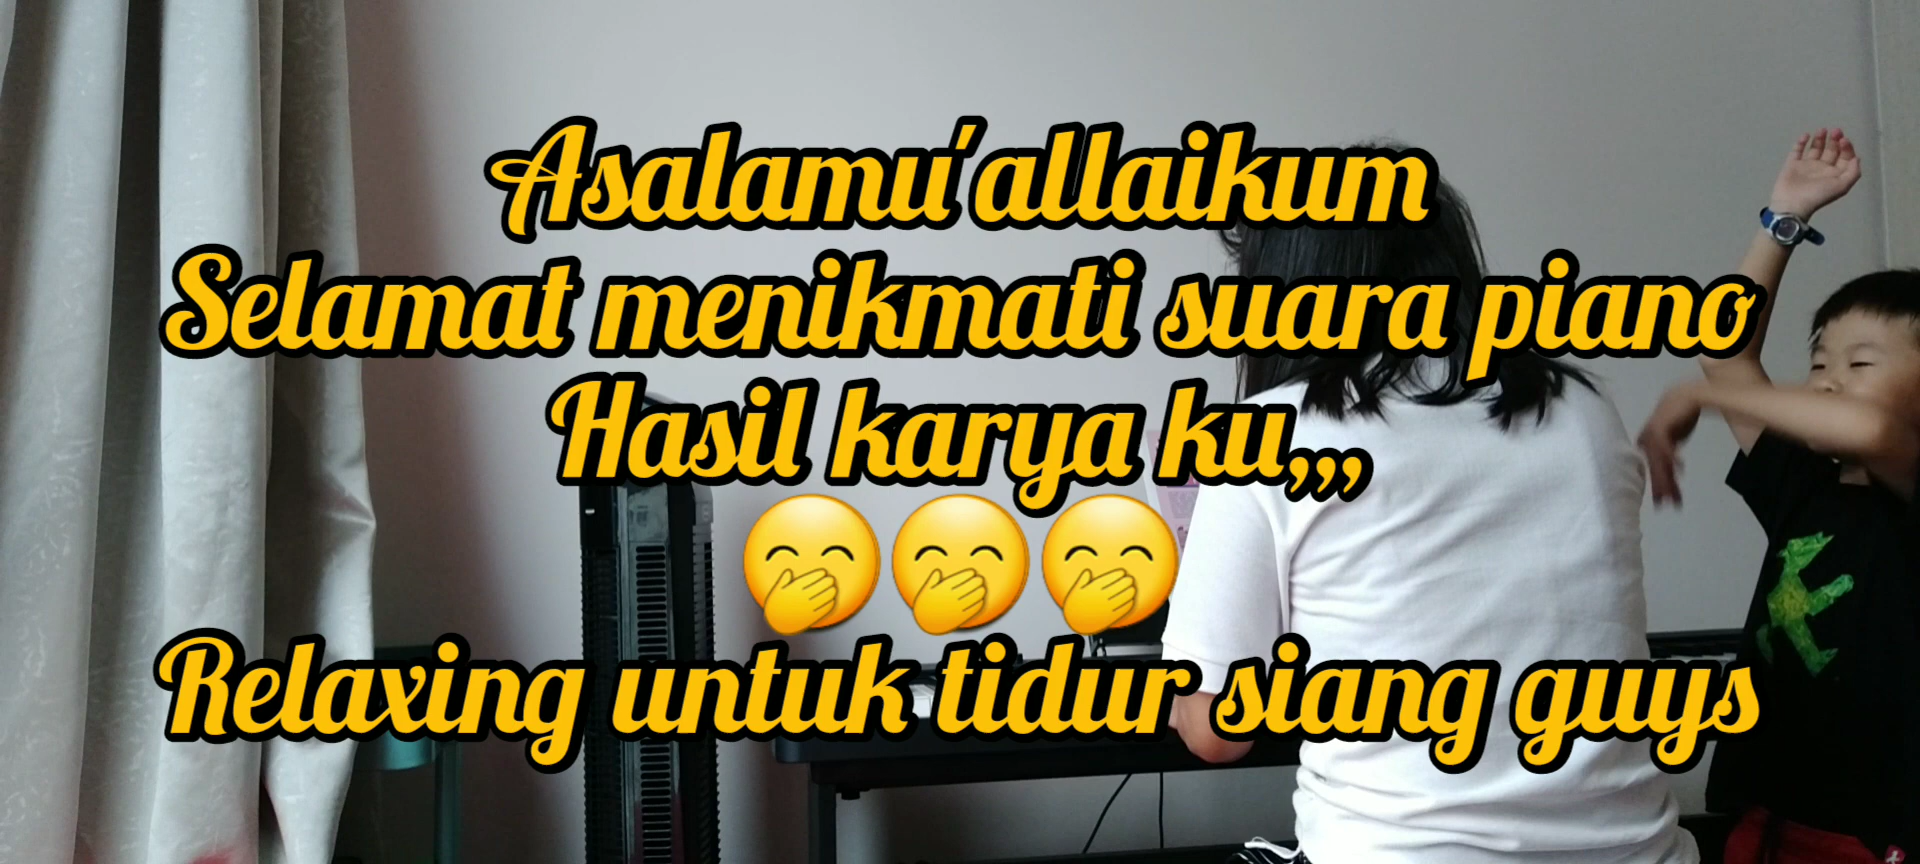 Asalamu'allaikum
Selamat menikmati suara piano
Hasil karya ku,,,
🤭🤭🤭
Relaxing untuk tidur siang guys